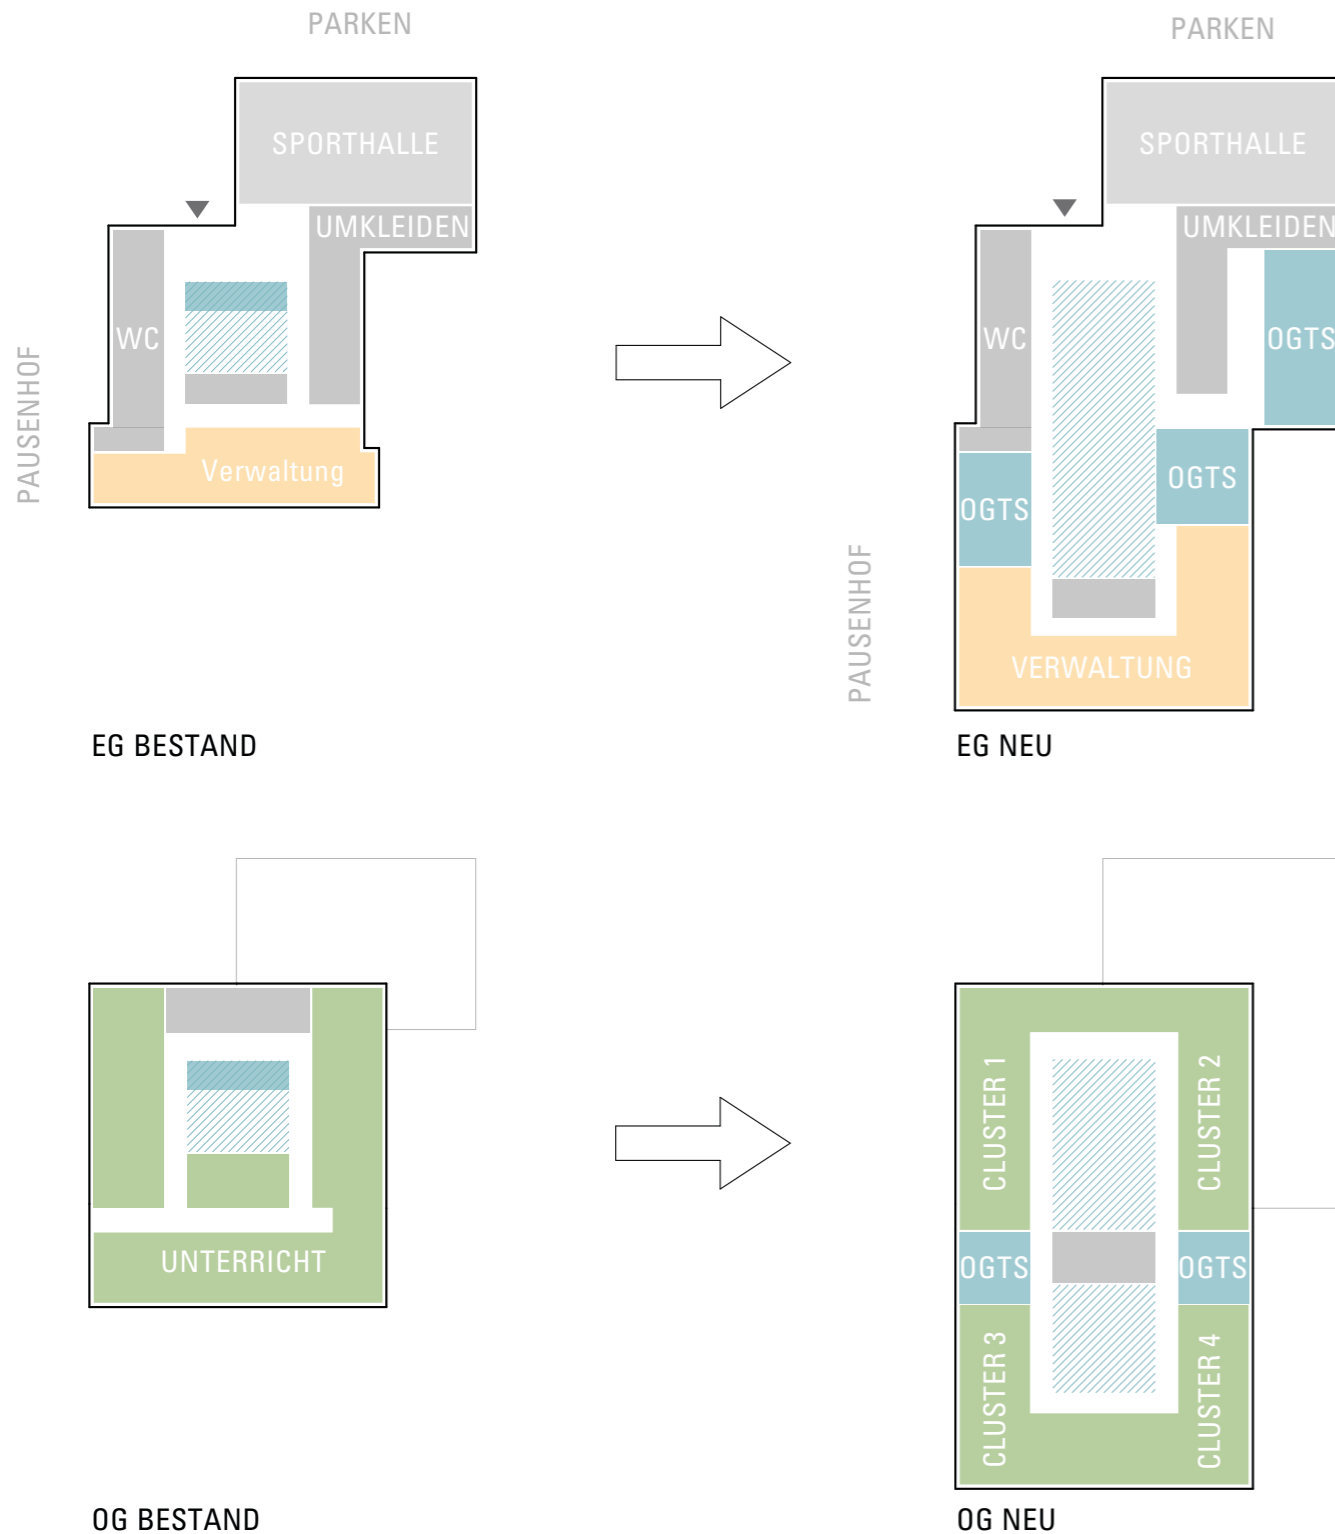 PARKEN
SPORTHALLE
UMKLEIDEN
WC
PAUSENHOF
Verwaltung
EG BESTAND
PARKEN
SPORTHALLE
UMKLEIDEN
WC
OGTS
OGTS
OGTS
PAUSENHOF
VERWALTUNG
EG NEU
UNTERRICHT
OG BESTAND
CLUSTER 1
CLUSTER 2
OGTS
OGTS
CLUSTER 3
CLUSTER 4
OG NEU